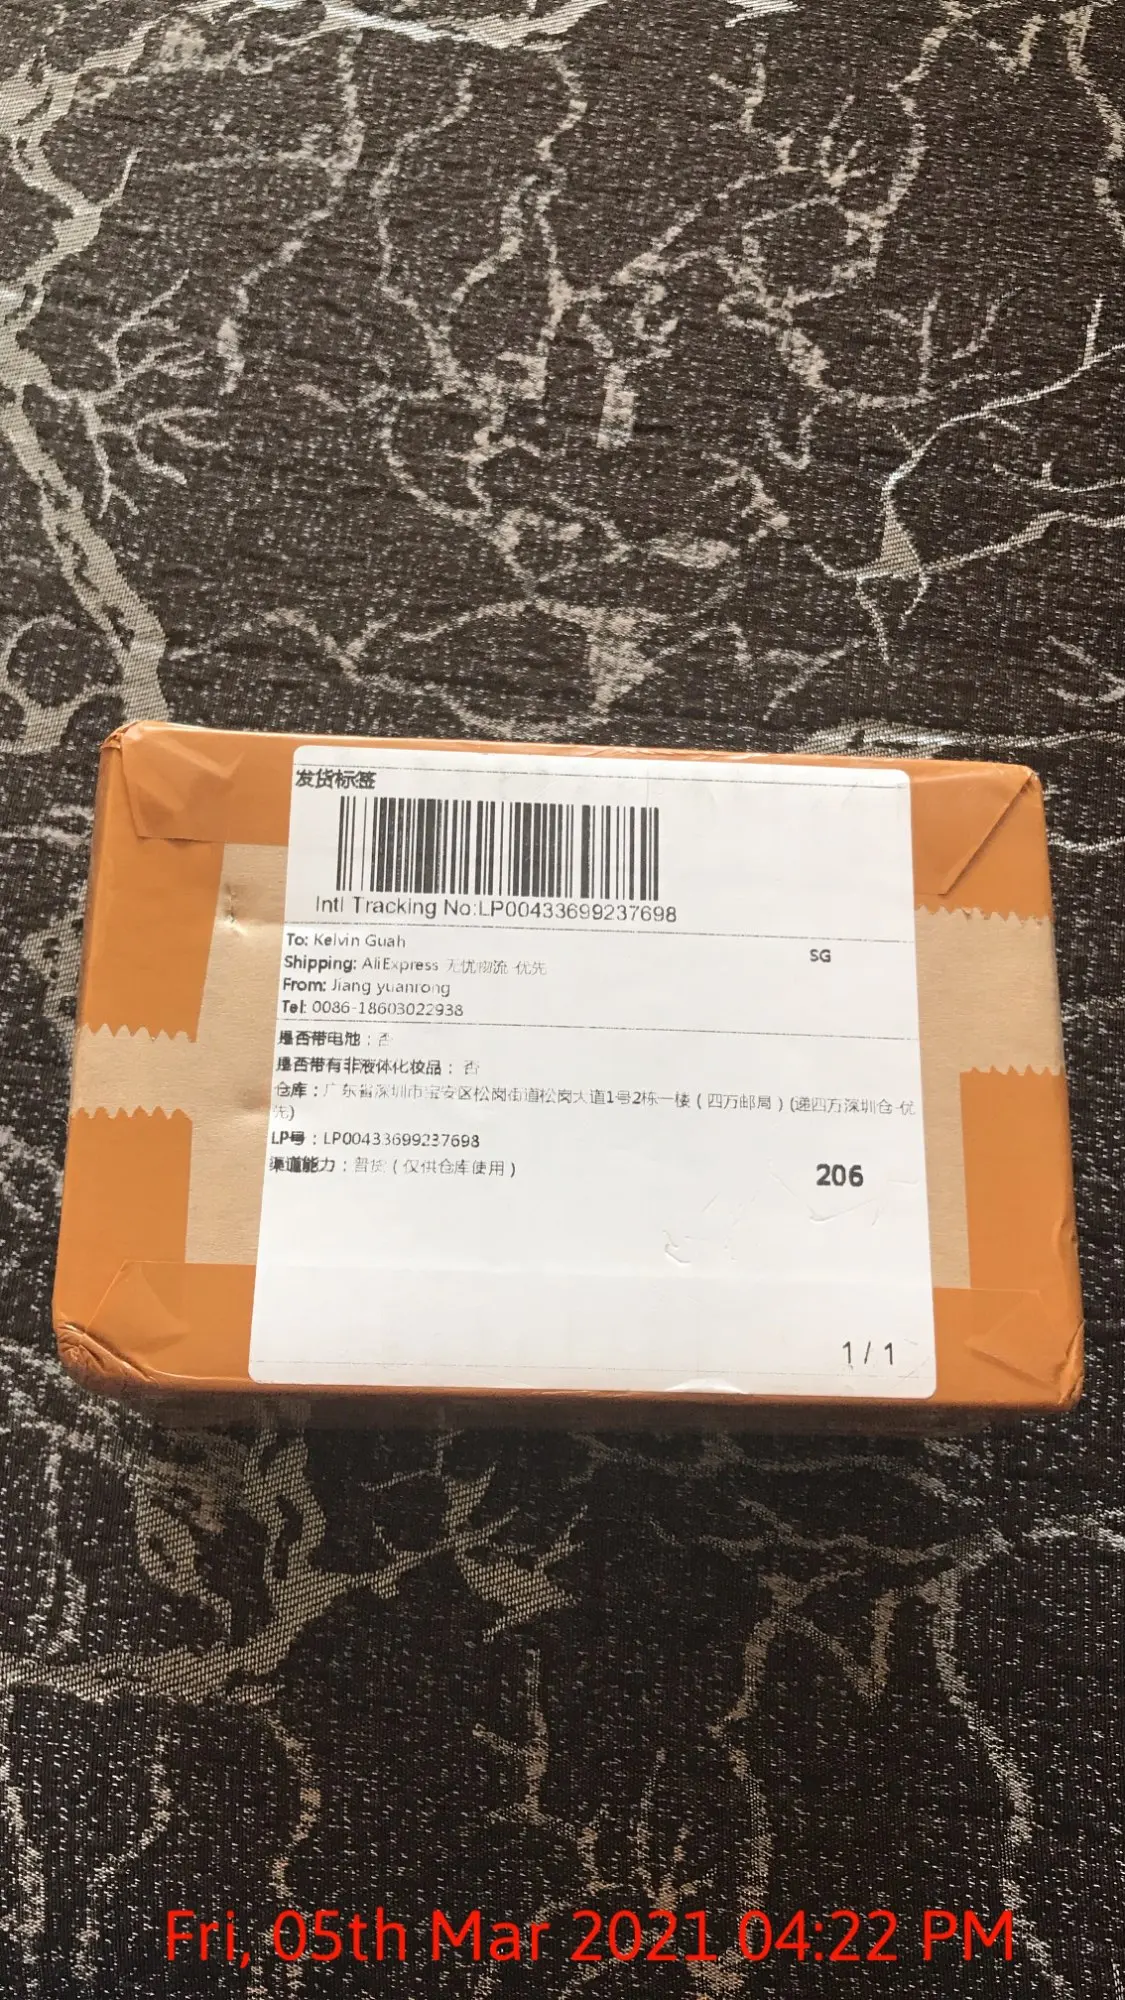 发货标签
Intl Tracking No:LP00433699237698
To: Kelvin Guah
SG
Shipping: AliExpress 无忧物流-优先
From: Jiang yuanrong
Tel: 0086-18603022938
是否带电池：否
是否带有非液体化妆品：否
仓库：广东省深圳市宝安区松岗街道松岗大道1号2栋一楼（四方邮局）(递四方深圳仓-优
先)
LP号：LP00433699237698
渠道能力：普货（仅供仓库使用）
206
1 / 1
Fri, 05th Mar 2021 04:22 PM